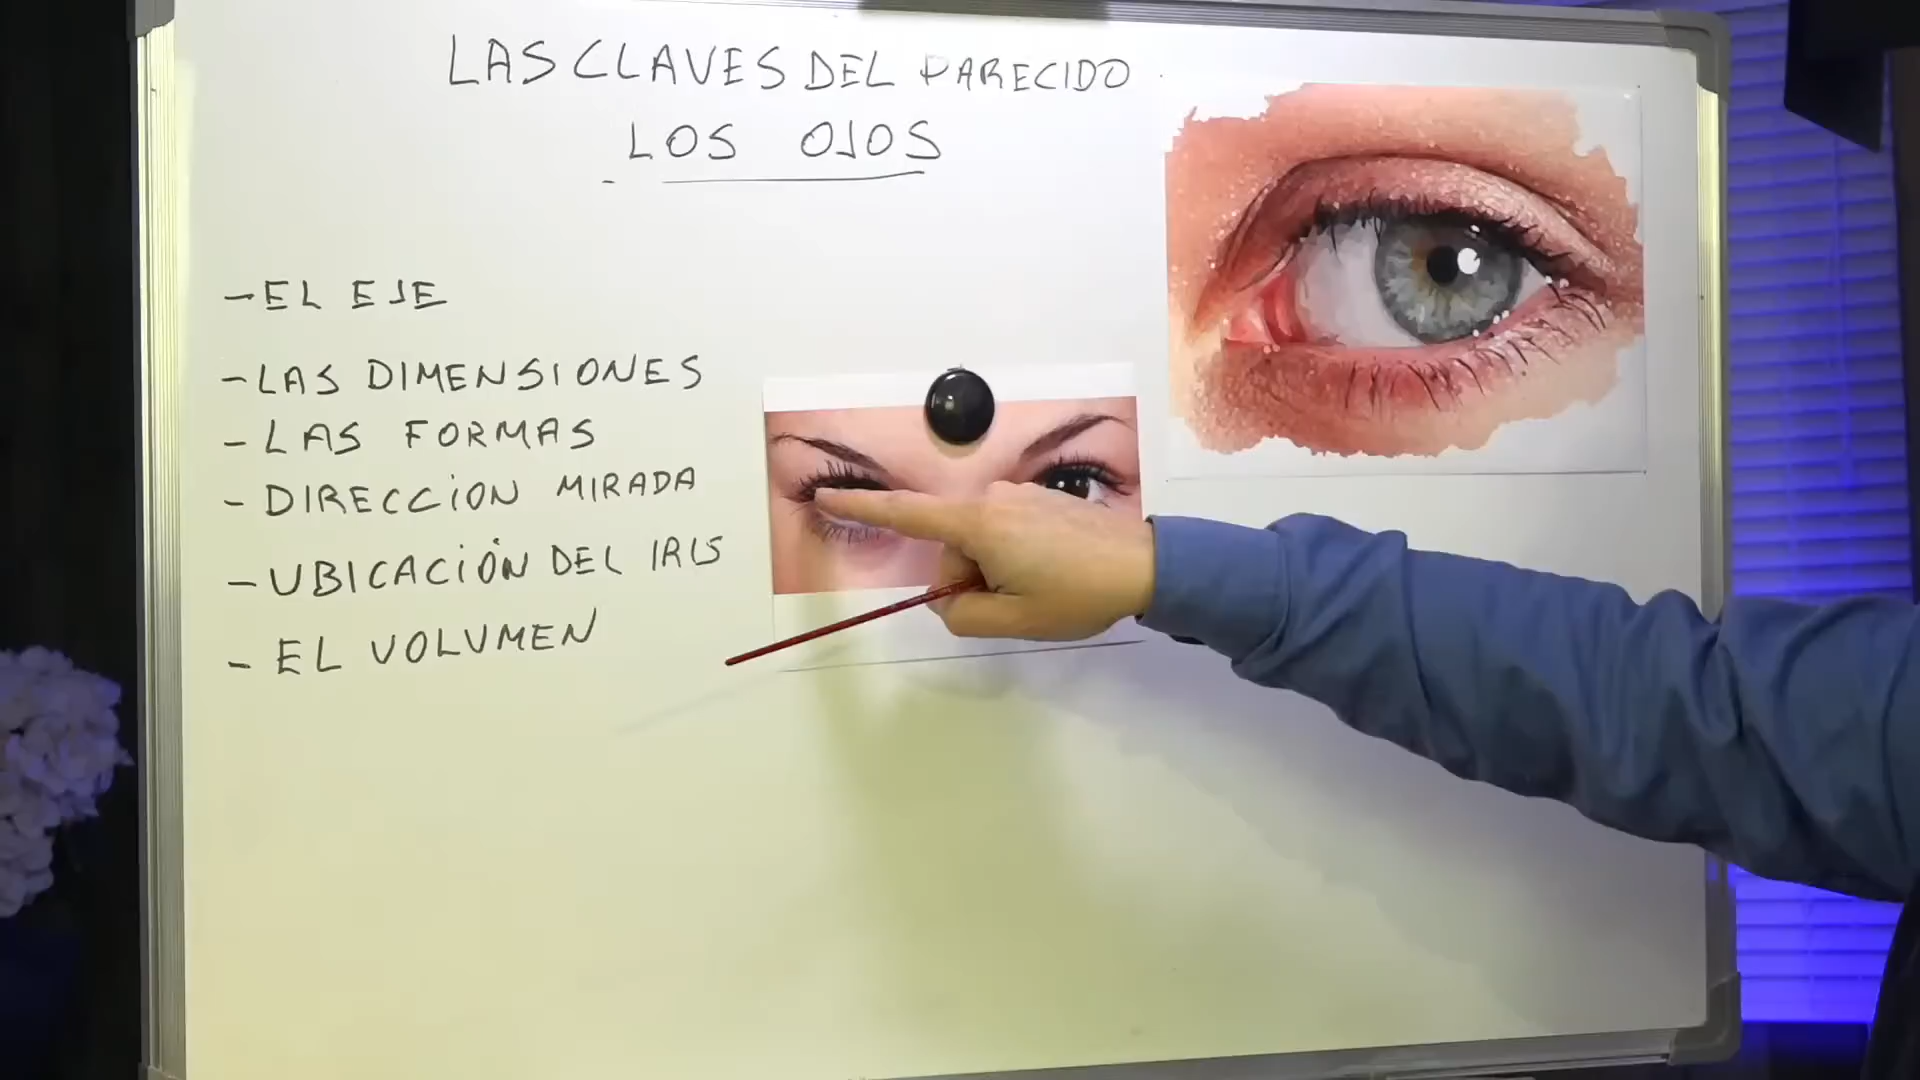 LAS CLAVES DEL PARECIDO
LOS OJOS
- EL EJE
- LAS DIMENSIONES
- LAS FORMAS
- DIRECCION MIRADA
- UBICACIÓN DEL IRIS
- EL VOLUMEN